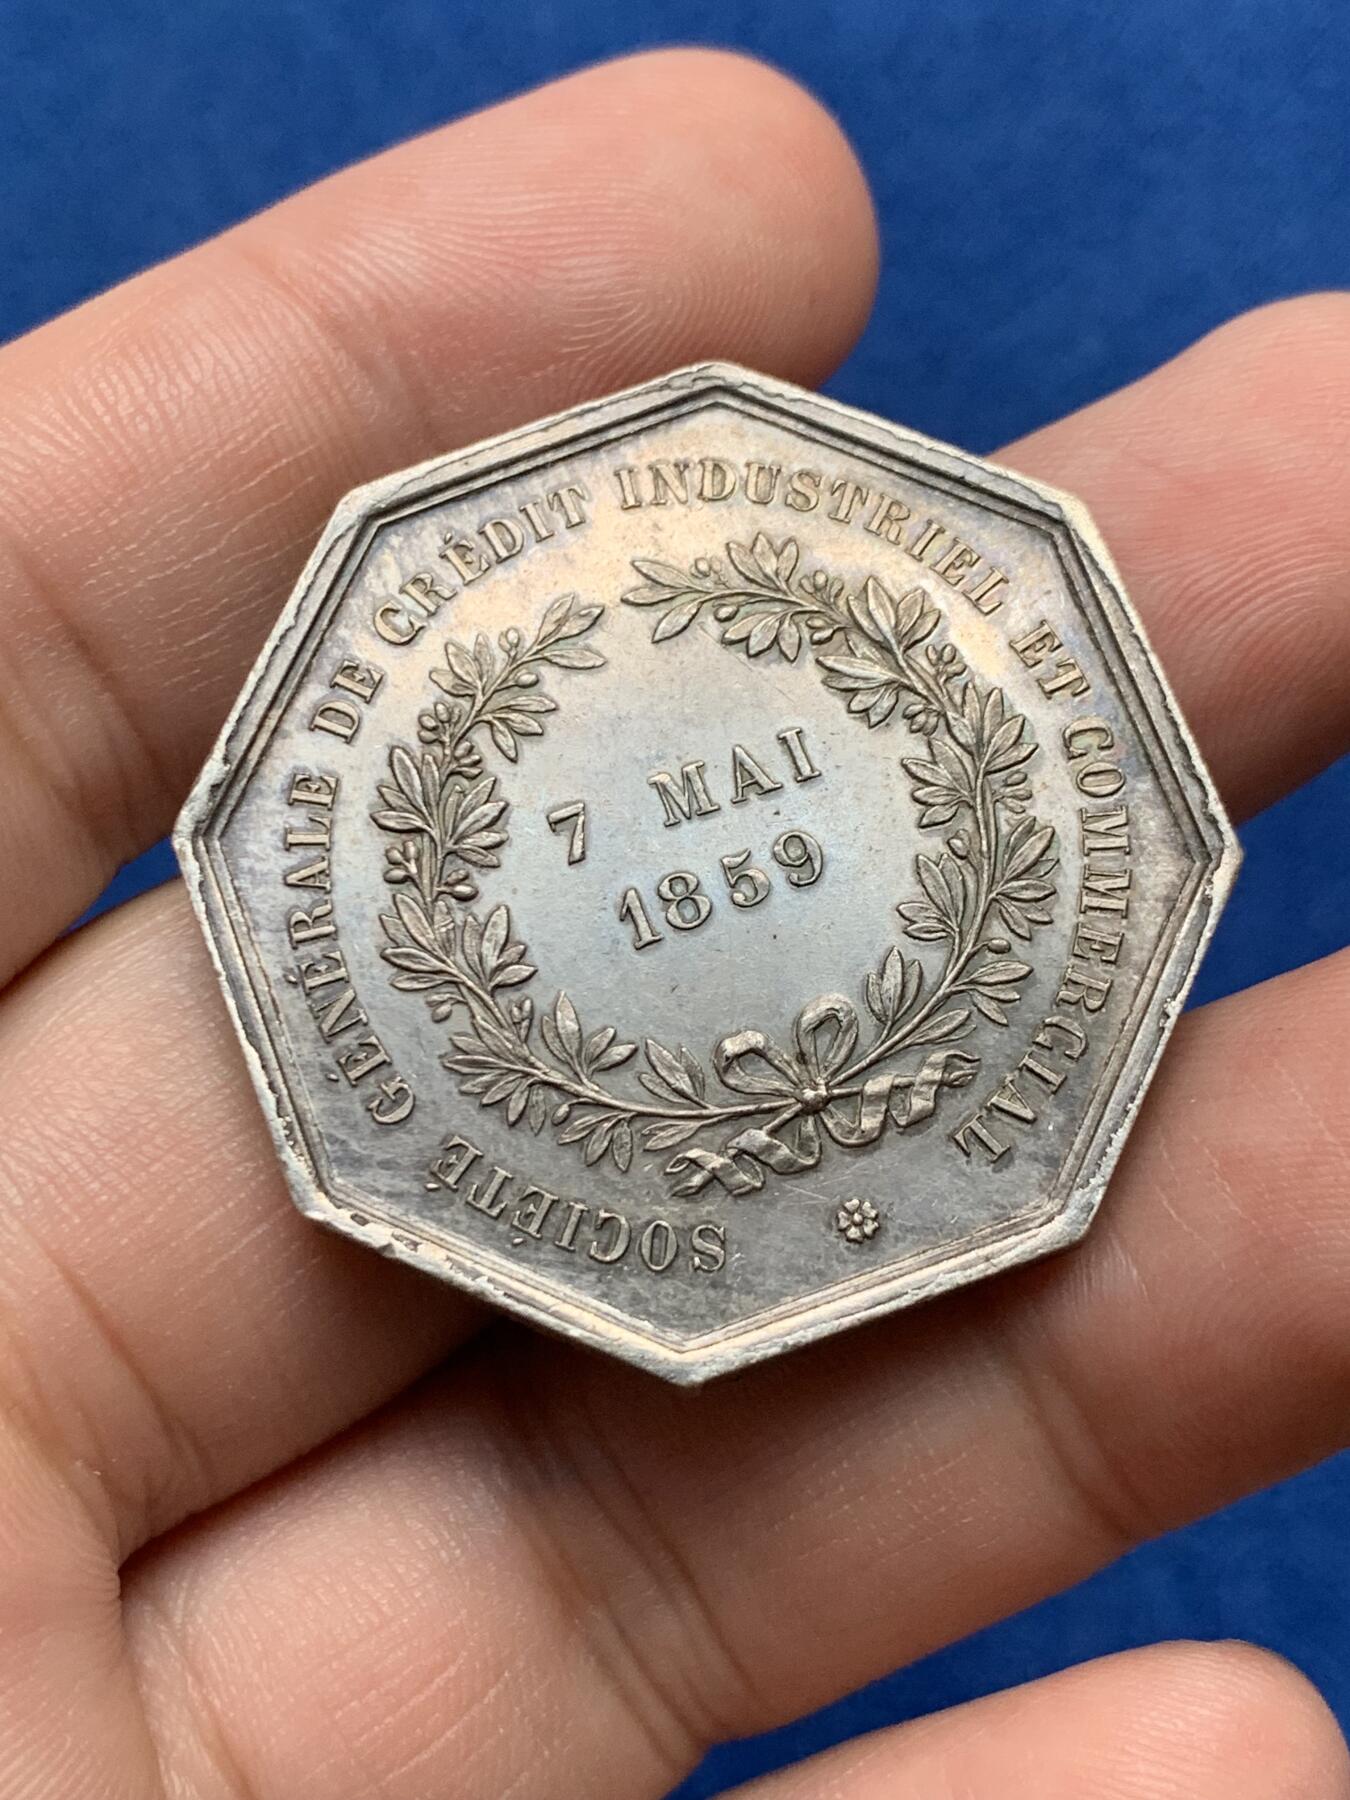 SOCIÉTÉ GÉNÉRALE DE CRÉDIT INDUSTRIEL ET COMMERCIAL
7 MAI
1859